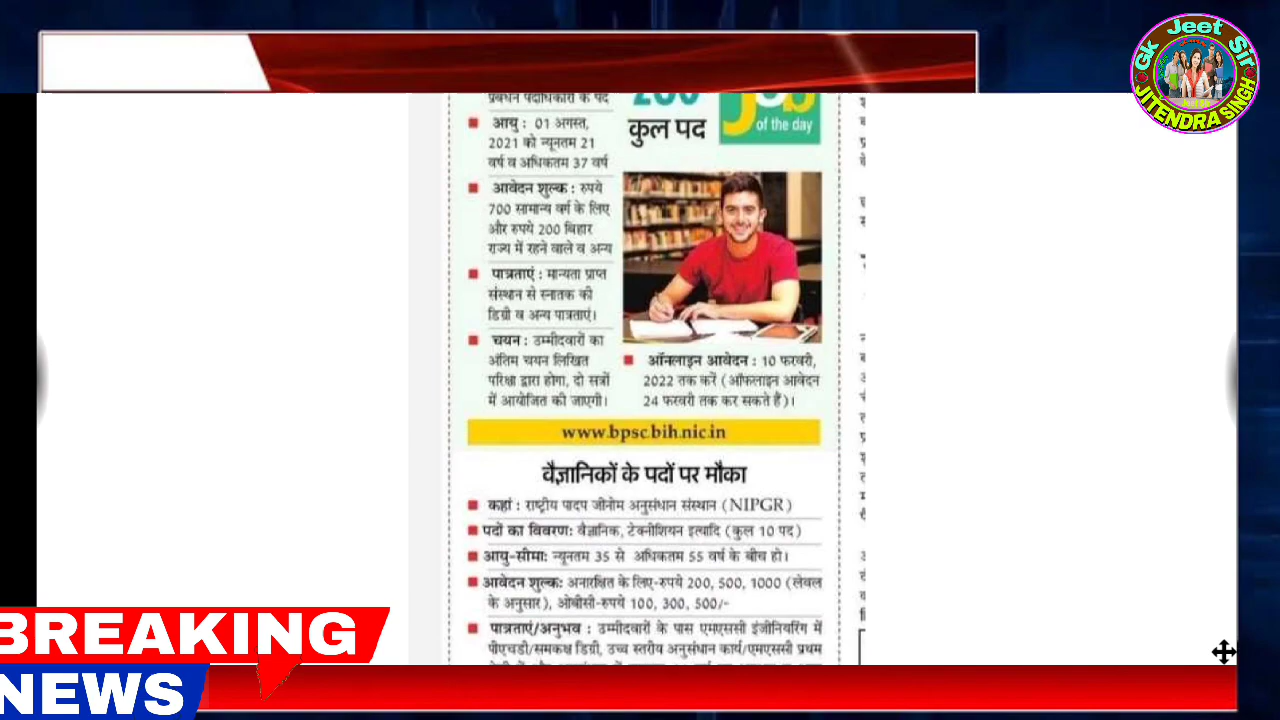 Gk Jeet Sir
JITENDRA SINGH
Jeet sir
प्रबंधन पदाधिकारी के पद
आयु : 01 अगस्त,
2021 को न्यूनतम 21
वर्ष व अधिकतम 37 वर्ष
आवेदन शुल्क : रुपये
700 सामान्य वर्ग के लिए
और रुपये 200 बिहार
राज्य में रहने वाले व अन्य
पात्रताएं : मान्यता प्राप्त
संस्थान से स्नातक की
डिग्री व अन्य पात्रताएं।
चयन : उम्मीदवारों का
अंतिम चयन लिखित
परिक्षा द्वारा होगा, दो सत्रों
में आयोजित की जाएगी।
कुल पद
Job
of the day
ऑनलाइन आवेदन : 10 फरवरी,
2022 तक करें (ऑफलाइन आवेदन
24 फरवरी तक कर सकते हैं)।
www.bpsc.bih.nic.in
वैज्ञानिकों के पदों पर मौका
कहां : राष्ट्रीय पादप जीनोम अनुसंधान संस्थान (NIPGR)
पदों का विवरण: वैज्ञानिक, टेक्नीशियन इत्यादि (कुल 10 पद)
आयु-सीमा: न्यूनतम 35 से अधिकतम 55 वर्ष के बीच हो।
आवेदन शुल्क: अनारक्षित के लिए-रुपये 200, 500, 1000 (लेवल
के अनुसार), ओबीसी-रुपये 100, 300, 500/-
पात्रताएं/अनुभव : उम्मीदवारों के पास एमएससी इंजीनियरिंग में
पीएचडी/समकक्ष डिग्री, उच्च स्तरीय अनुसंधान कार्य/एमएससी प्रथम
BREAKING
NEWS